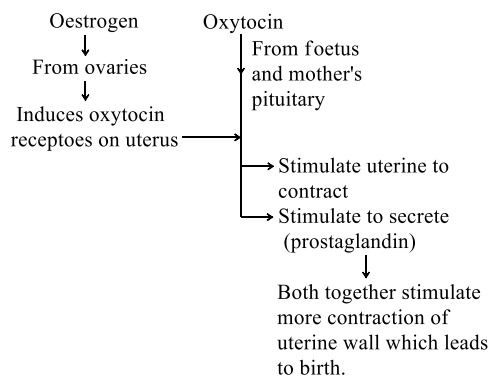 Oestrogen
From ovaries
Induces oxytocin
receptoes on uterus
Oxytocin
From foetus
and mother's
pituitary
Stimulate uterine to
contract
Stimulate to secrete
(prostaglandin)
Both together stimulate
more contraction of
uterine wall which leads
to birth.